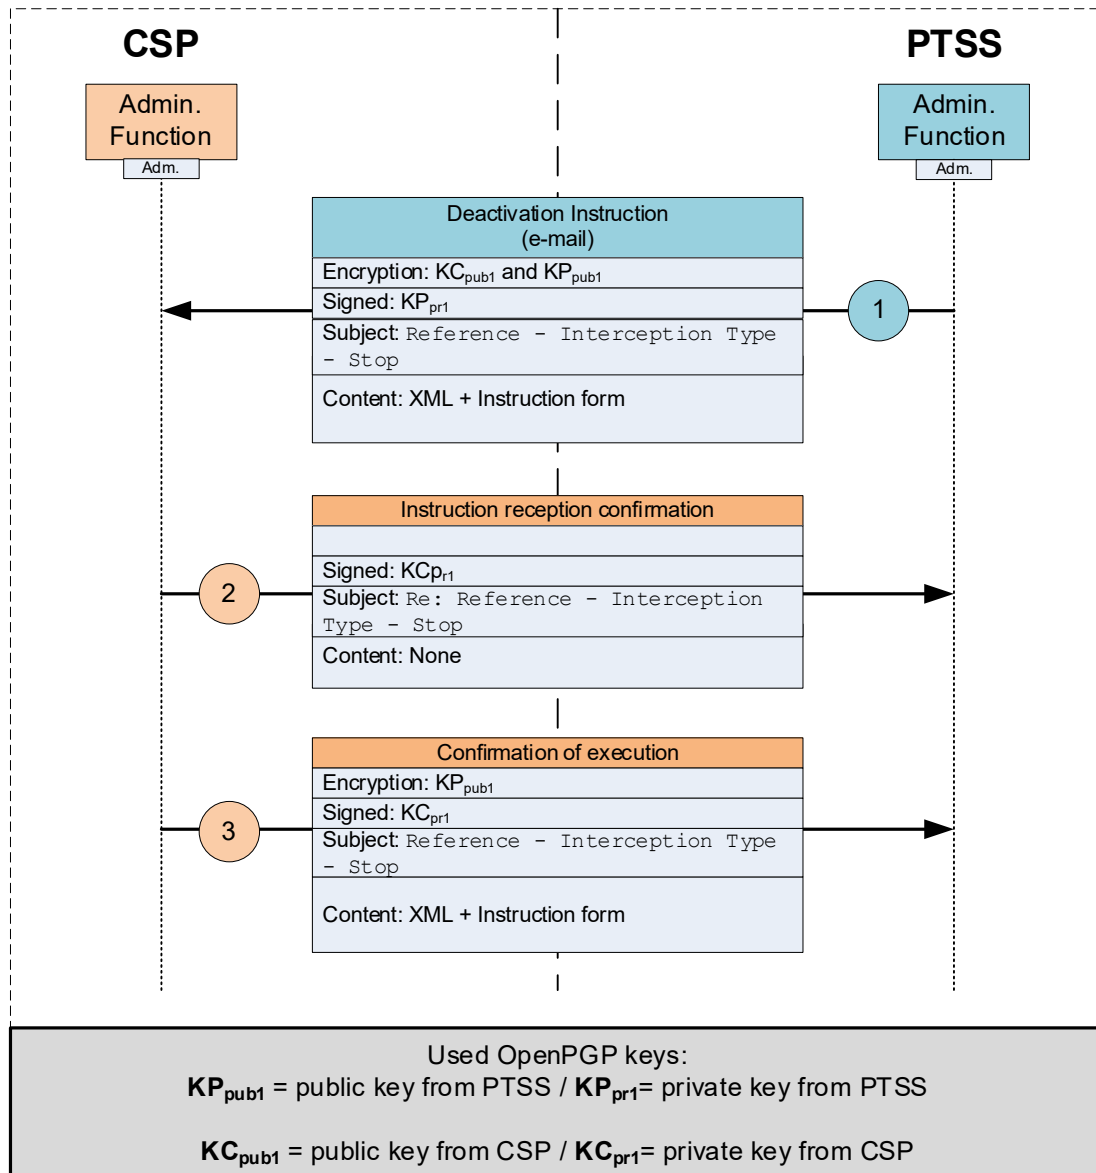 CSP
PTSS
Admin.
Function
Adm.
Admin.
Function
Adm.
Deactivation Instruction
(e-mail)
Encryption: KCpub1 and KPpub1
Signed: KPpr1
1
Subject: Reference - Interception Type
- Stop
Content: XML + Instruction form
Instruction reception confirmation
Signed: KCpr1
2
Subject: Re: Reference - Interception
Type - Stop
Content: None
Confirmation of execution
Encryption: KPpub1
Signed: KCpr1
3
Subject: Reference - Interception Type
- Stop
Content: XML + Instruction form
Used OpenPGP keys:
KPpub1 = public key from PTSS / KPpr1= private key from PTSS
KCpub1 = public key from CSP / KCpr1= private key from CSP